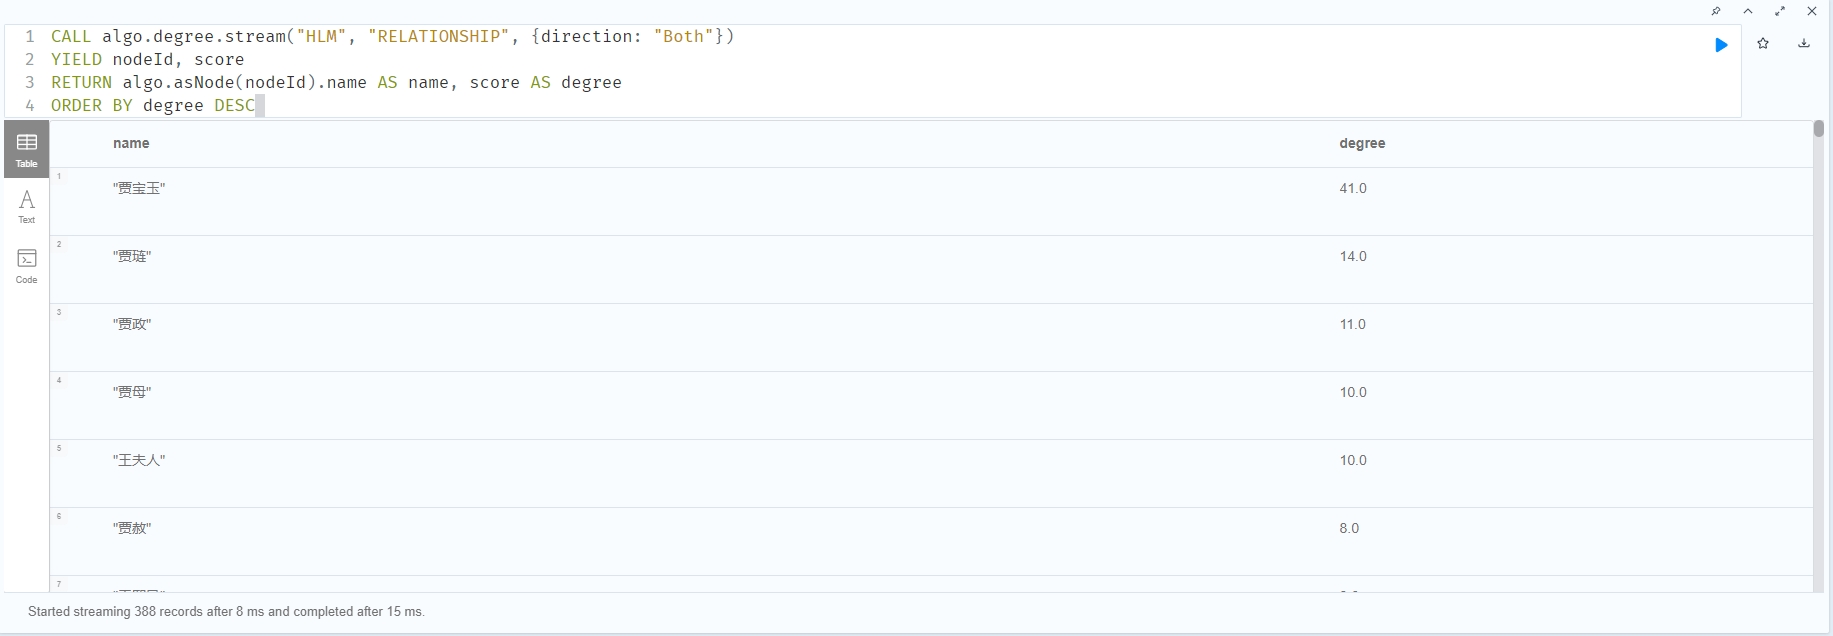 1 CALL algo.degree.stream("HLM", "RELATIONSHIP", {direction: "Both"})
2 YIELD nodeId, score
3 RETURN algo.asNode(nodeId).name AS name, score AS degree
4 ORDER BY degree DESC
Table
Text
Code
name degree
1 "贾宝玉" 41.0
2 "贾琏" 14.0
3 "贾政" 11.0
4 "贾母" 10.0
5 "王夫人" 10.0
6 "贾赦" 8.0
7
Started streaming 388 records after 8 ms and completed after 15 ms.